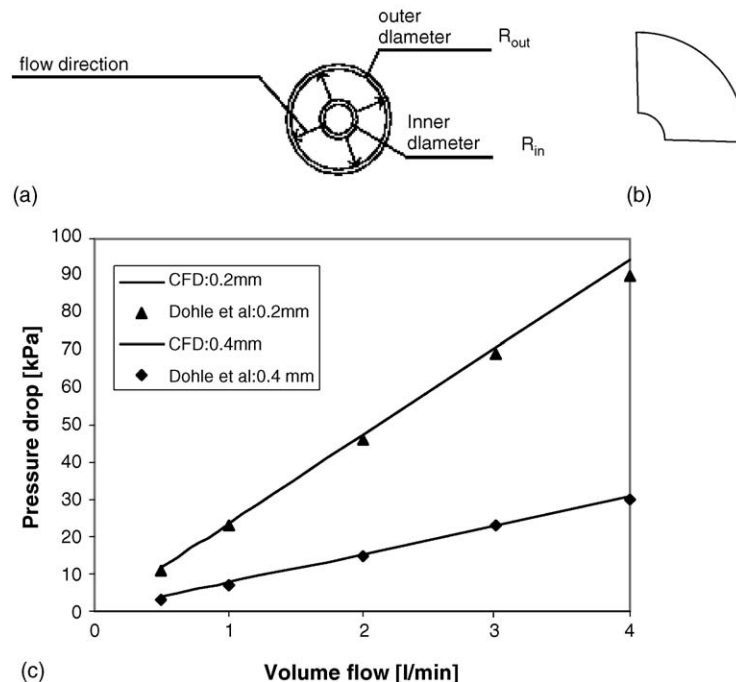 outer
dlameter
R_out
flow direction
Inner
dlameter
R_in
(a)
(b)
100
90
80
70
60
50
40
30
20
10
0
Pressure drop [kPa]
CFD:0.2mm
Dohle et al:0.2mm
CFD:0.4mm
Dohle et al:0.4 mm
0 1 2 3 4
(c)
Volume flow [l/min]